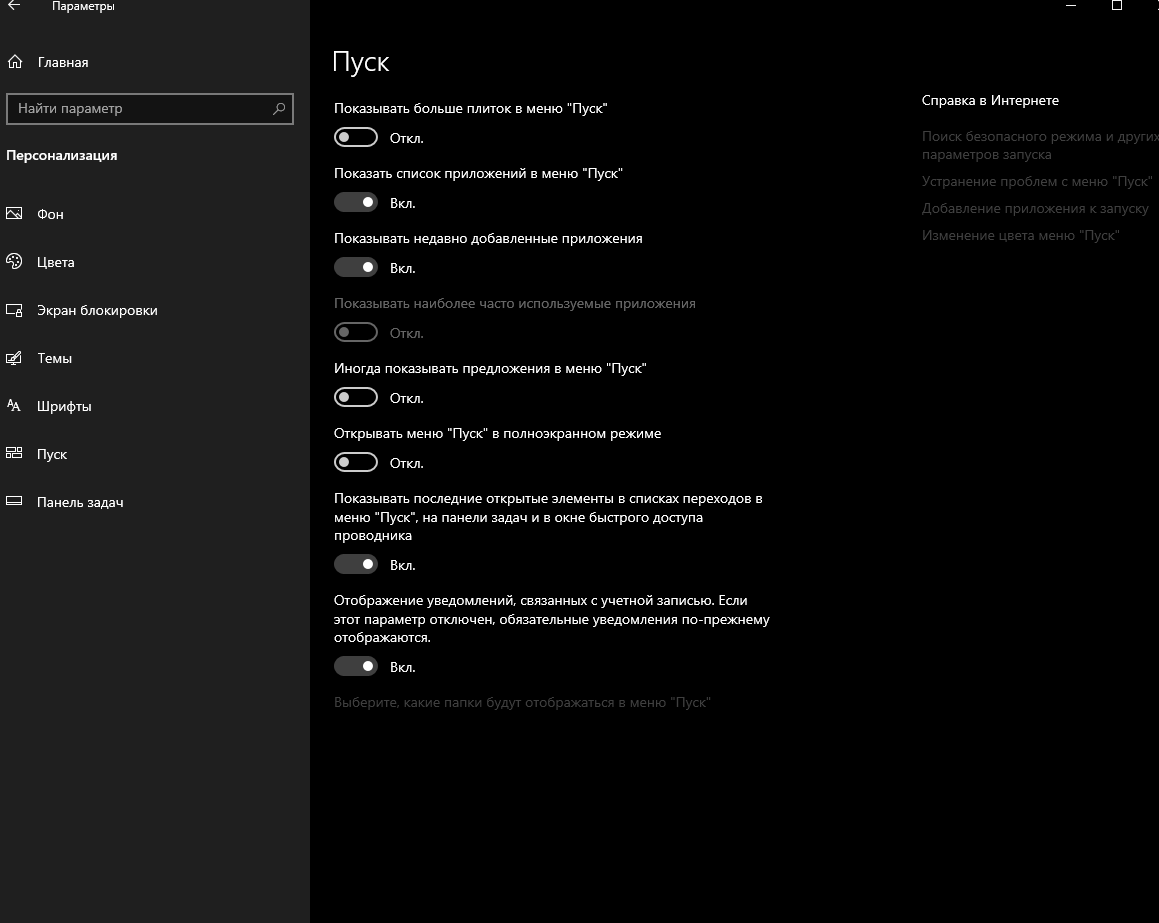 Параметры
Главная
Найти параметр
Персонализация
Фон
Цвета
Экран блокировки
Темы
Шрифты
Пуск
Панель задач
Пуск
Показывать больше плиток в меню "Пуск"
Откл.
Показать список приложений в меню "Пуск"
Вкл.
Показывать недавно добавленные приложения
Вкл.
Показывать наиболее часто используемые приложения
Откл.
Иногда показывать предложения в меню "Пуск"
Откл.
Открывать меню "Пуск" в полноэкранном режиме
Откл.
Показывать последние открытые элементы в списках переходов в
меню "Пуск", на панели задач и в окне быстрого доступа
проводника
Вкл.
Отображение уведомлений, связанных с учетной записью. Если
этот параметр отключен, обязательные уведомления по-прежнему
отображаются.
Вкл.
Выберите, какие папки будут отображаться в меню "Пуск"
Справка в Интернете
Поиск безопасного режима и других
параметров запуска
Устранение проблем с меню "Пуск"
Добавление приложения к запуску
Изменение цвета меню "Пуск"